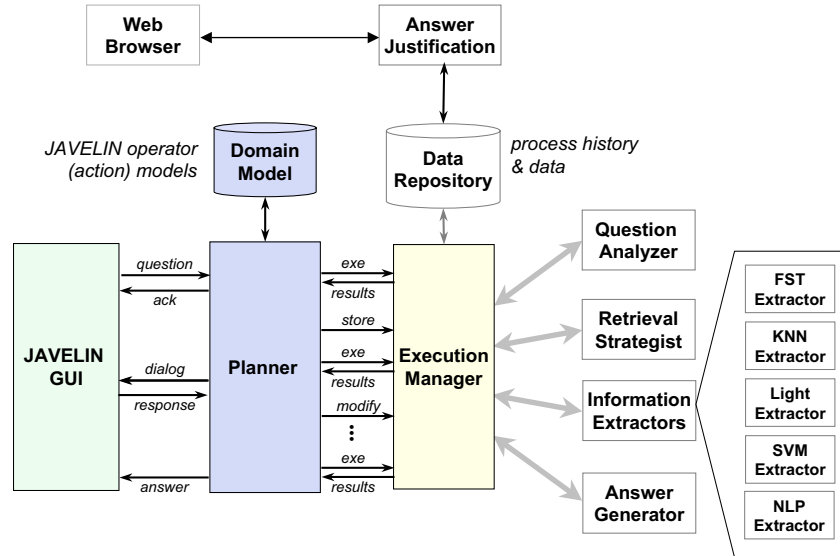 Web
Browser
Answer
Justification
JAVELIN operator
(action) models
Domain
Model
Data
Repository
process history
& data
JAVELIN
GUI
question
ack
dialog
response
answer
Planner
exe
results
store
exe
results
modify
exe
results
Execution
Manager
Question
Analyzer
Retrieval
Strategist
Information
Extractors
Answer
Generator
FST
Extractor
KNN
Extractor
Light
Extractor
SVM
Extractor
NLP
Extractor